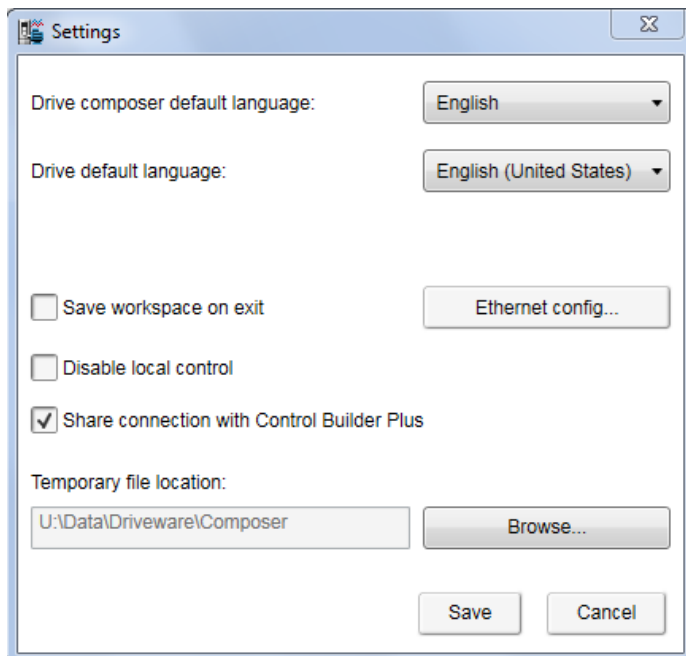 Settings
Drive composer default language:
English
Drive default language:
English (United States)
Save workspace on exit
Ethernet config...
Disable local control
Share connection with Control Builder Plus
Temporary file location:
U:\Data\Driveware\Composer
Browse...
Save
Cancel